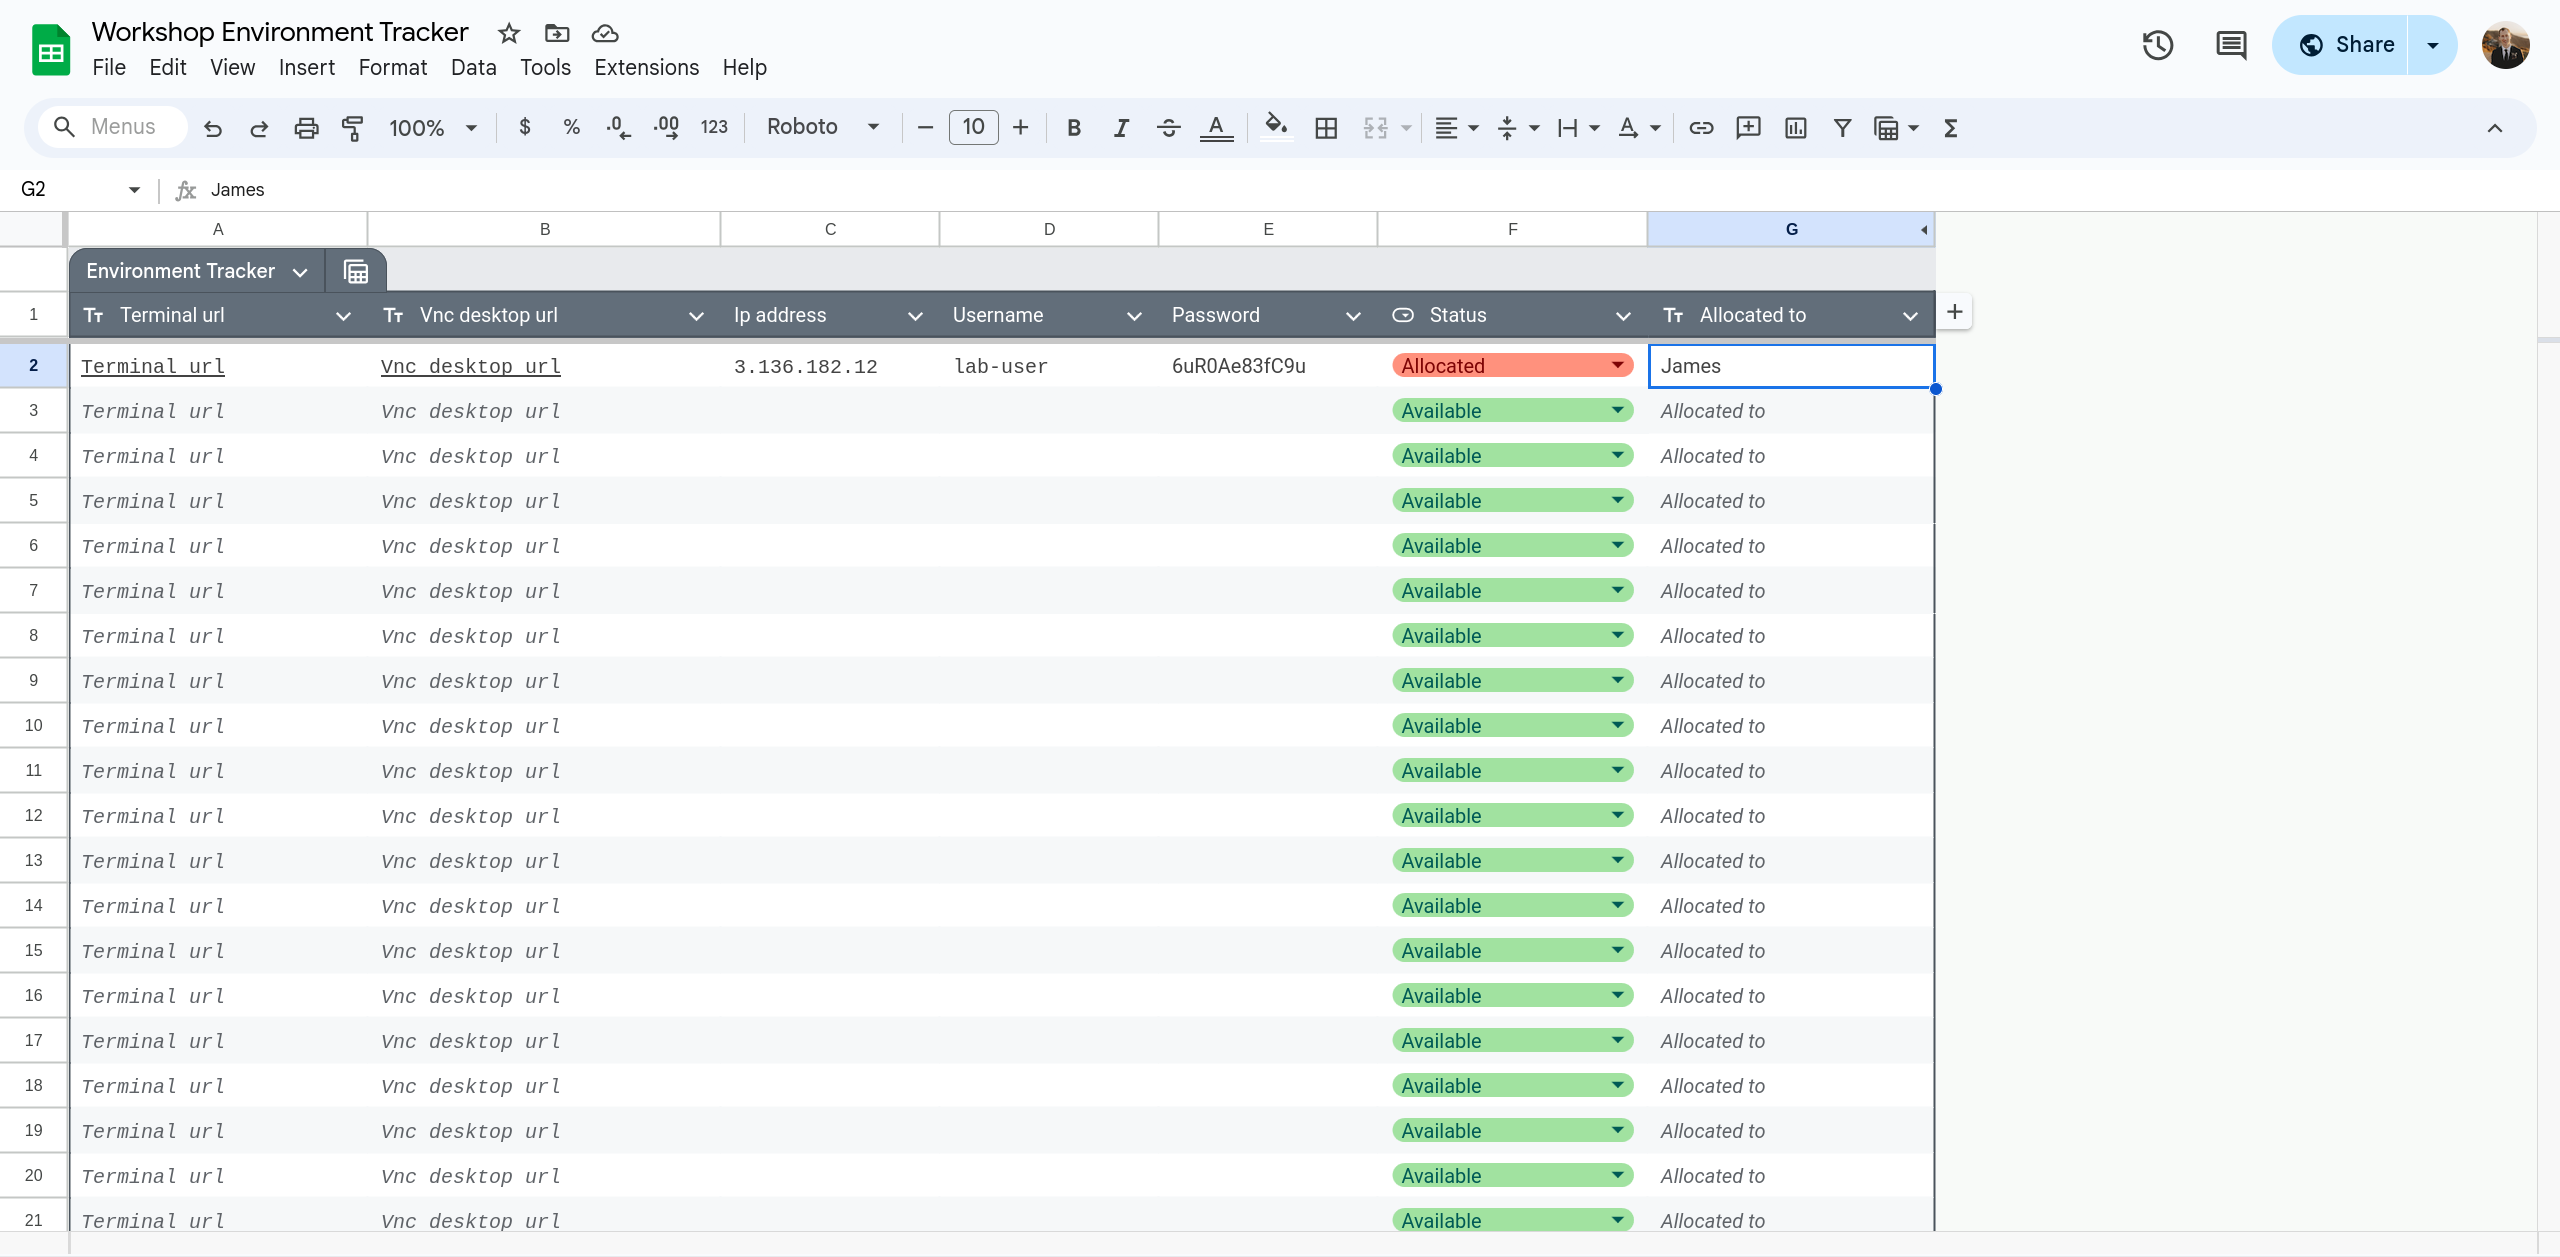 Workshop Environment Tracker
File Edit View Insert Format Data Tools Extensions Help
Share
Menus 100% $ % .0 .00 123 Roboto 10 B I A A Σ
G2 fx James
A B C D E F G
Environment Tracker
1 Terminal url Vnc desktop url Ip address Username Password Status Allocated to
2 Terminal url Vnc desktop url 3.136.182.12 lab-user 6uR0Ae83fC9u Allocated James
3 Terminal url Vnc desktop url Available Allocated to
4 Terminal url Vnc desktop url Available Allocated to
5 Terminal url Vnc desktop url Available Allocated to
6 Terminal url Vnc desktop url Available Allocated to
7 Terminal url Vnc desktop url Available Allocated to
8 Terminal url Vnc desktop url Available Allocated to
9 Terminal url Vnc desktop url Available Allocated to
10 Terminal url Vnc desktop url Available Allocated to
11 Terminal url Vnc desktop url Available Allocated to
12 Terminal url Vnc desktop url Available Allocated to
13 Terminal url Vnc desktop url Available Allocated to
14 Terminal url Vnc desktop url Available Allocated to
15 Terminal url Vnc desktop url Available Allocated to
16 Terminal url Vnc desktop url Available Allocated to
17 Terminal url Vnc desktop url Available Allocated to
18 Terminal url Vnc desktop url Available Allocated to
19 Terminal url Vnc desktop url Available Allocated to
20 Terminal url Vnc desktop url Available Allocated to
21 Terminal url Vnc desktop url Available Allocated to